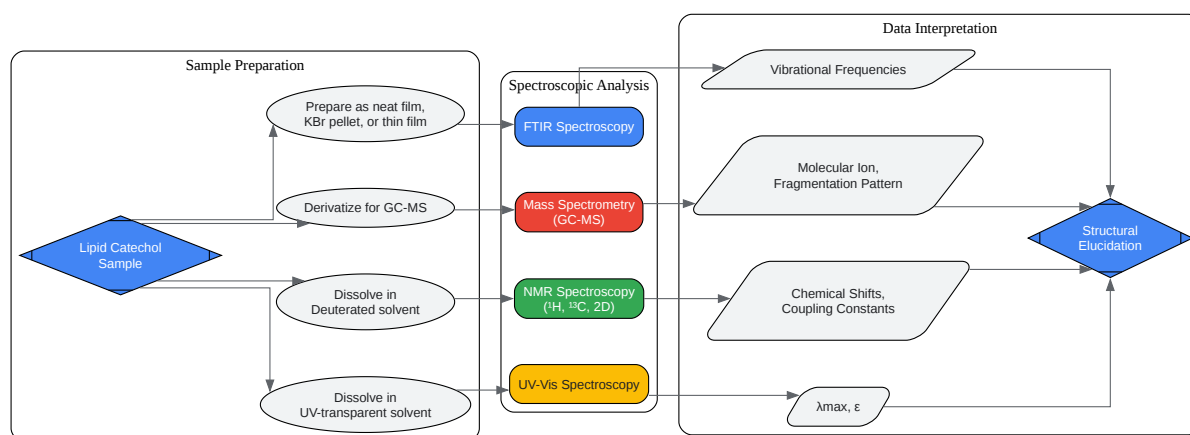 Data Interpretation
Sample Preparation
Spectroscopic Analysis
Vibrational Frequencies
Prepare as neat film,
KBr pellet, or thin film
FTIR Spectroscopy
Molecular Ion,
Fragmentation Pattern
Derivatize for GC-MS
Mass Spectrometry
(GC-MS)
Lipid Catechol
Sample
Structural
Elucidation
Dissolve in
Deuterated solvent
NMR Spectroscopy
(¹H, ¹³C, 2D)
Chemical Shifts,
Coupling Constants
Dissolve in
UV-transparent solvent
UV-Vis Spectroscopy
λmax, ε